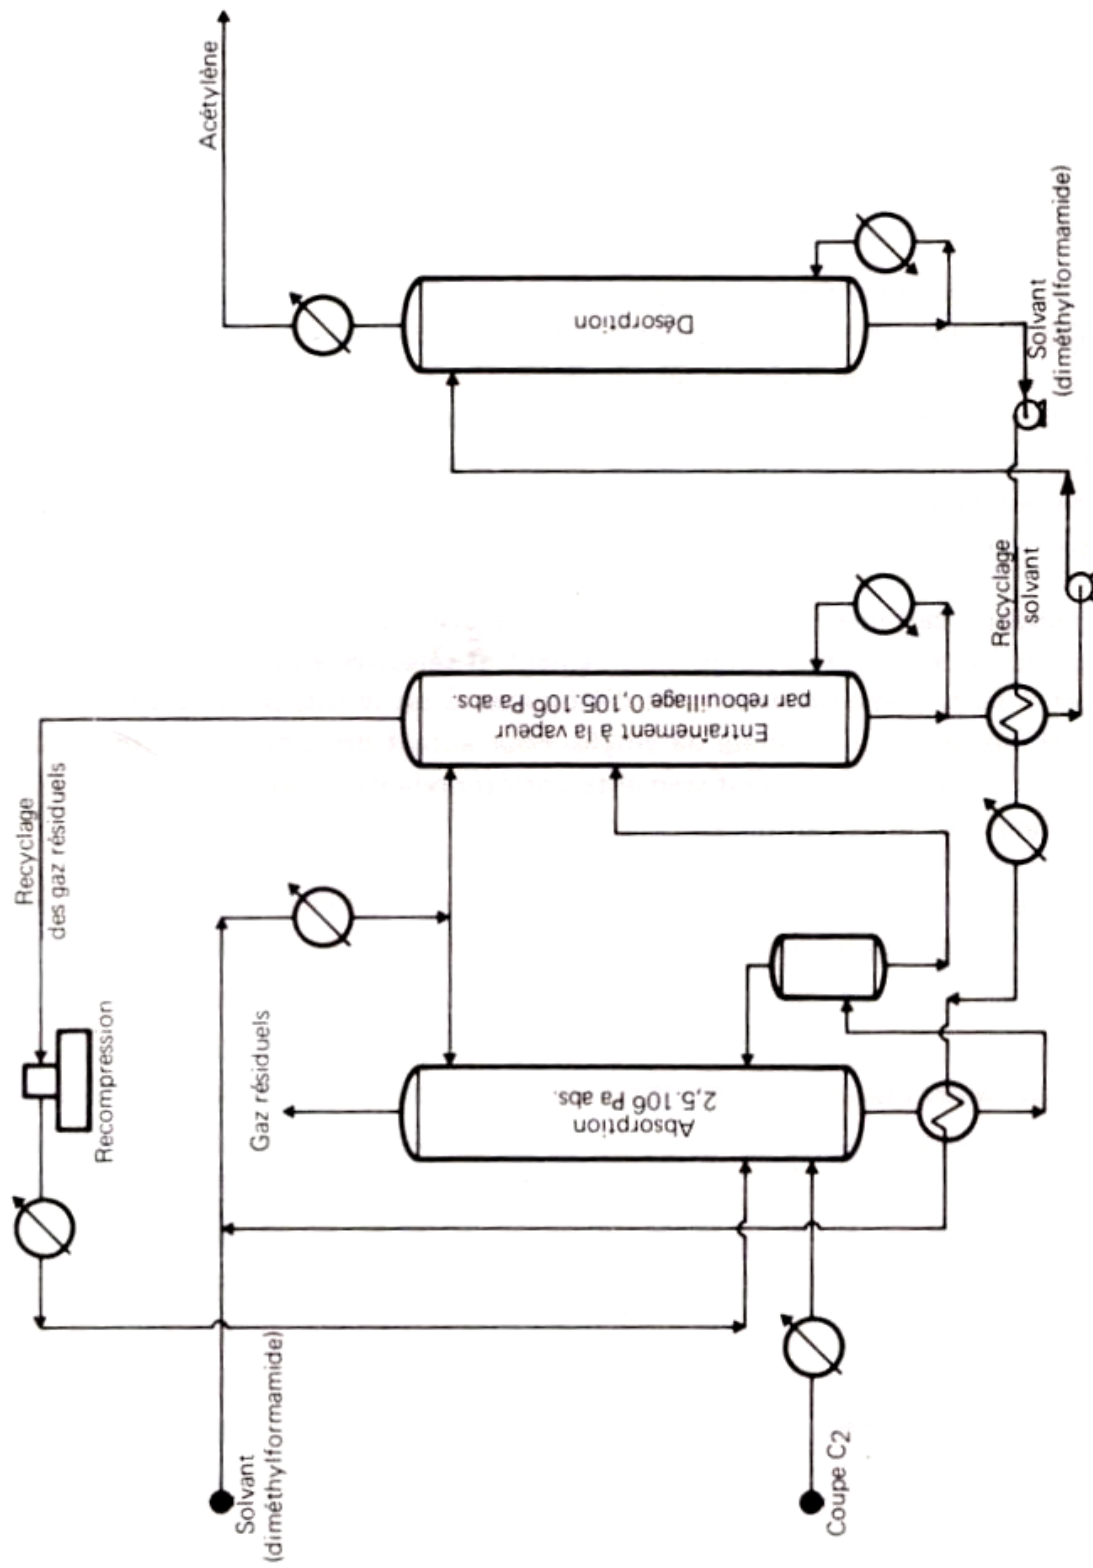 Acétylène
Recyclage
des gaz résiduels
Recompression
Gaz résiduels
Désorption
Entraînement à la vapeur
par rebouillage 0,105.106 Pa abs.
Absorption
2,5.106 Pa abs.
Solvant
(diméthylformamide)
Recyclage
solvant
Solvant
(diméthylformamide)
Coupe C2